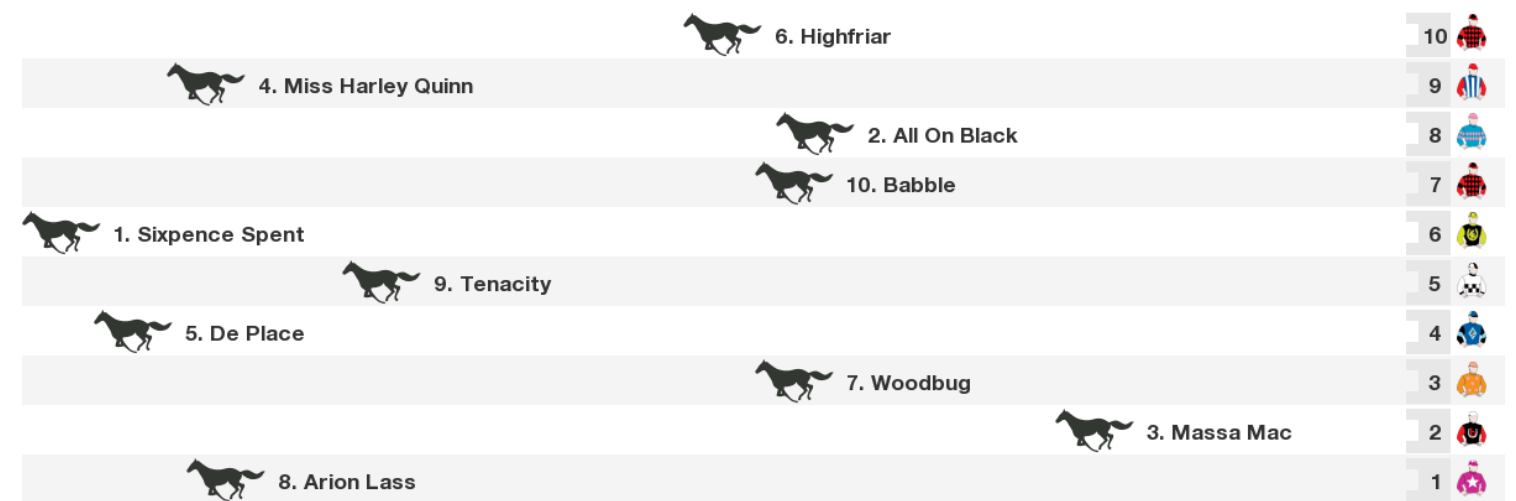 6. Highfriar 10
4. Miss Harley Quinn 9
2. All On Black 8
10. Babble 7
1. Sixpence Spent 6
9. Tenacity 5
5. De Place 4
7. Woodbug 3
3. Massa Mac 2
8. Arion Lass 1